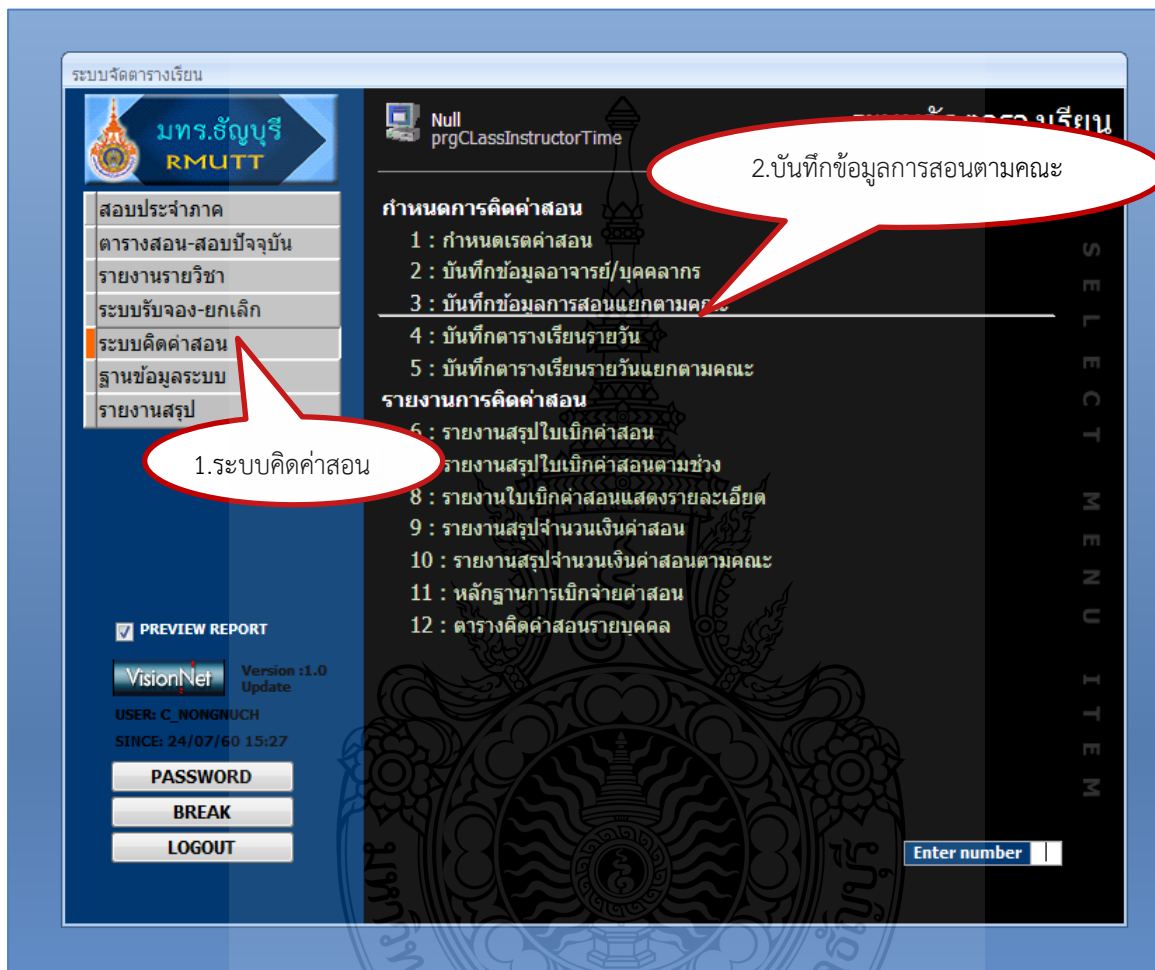 ระบบจัดตารางเรียน
มทร.ธัญบุรี
RMUTT
Null
prgCLassInstructorTime
2.บันทึกข้อมูลการสอนตามคณะ
สอบประจำภาค
ตารางสอน-สอบปัจจุบัน
รายงานรายวิชา
ระบบรับจอง-ยกเลิก
ระบบคิดค่าสอน
ฐานข้อมูลระบบ
รายงานสรุป
1.ระบบคิดค่าสอน
กำหนดการคิดค่าสอน
1 : กำหนดเรตค่าสอน
2 : บันทึกข้อมูลอาจารย์/บุคคลากร
3 : บันทึกข้อมูลการสอนแยกตามคณะ
4 : บันทึกตารางเรียนรายวัน
5 : บันทึกตารางเรียนรายวันแยกตามคณะ
รายงานการคิดค่าสอน
6 : รายงานสรุปใบเบิกค่าสอน
รายงานสรุปใบเบิกค่าสอนตามช่วง
8 : รายงานใบเบิกค่าสอนแสดงรายละเอียด
9 : รายงานสรุปจำนวนเงินค่าสอน
10 : รายงานสรุปจำนวนเงินค่าสอนตามคณะ
11 : หลักฐานการเบิกจ่ายค่าสอน
12 : ตารางคิดค่าสอนรายบุคคล
SELECT MENU ITEM
PREVIEW REPORT
VisionNet
Version :1.0
Update
USER: C_NONGNUCH
SINCE: 24/07/60 15:27
PASSWORD
BREAK
LOGOUT
Enter number